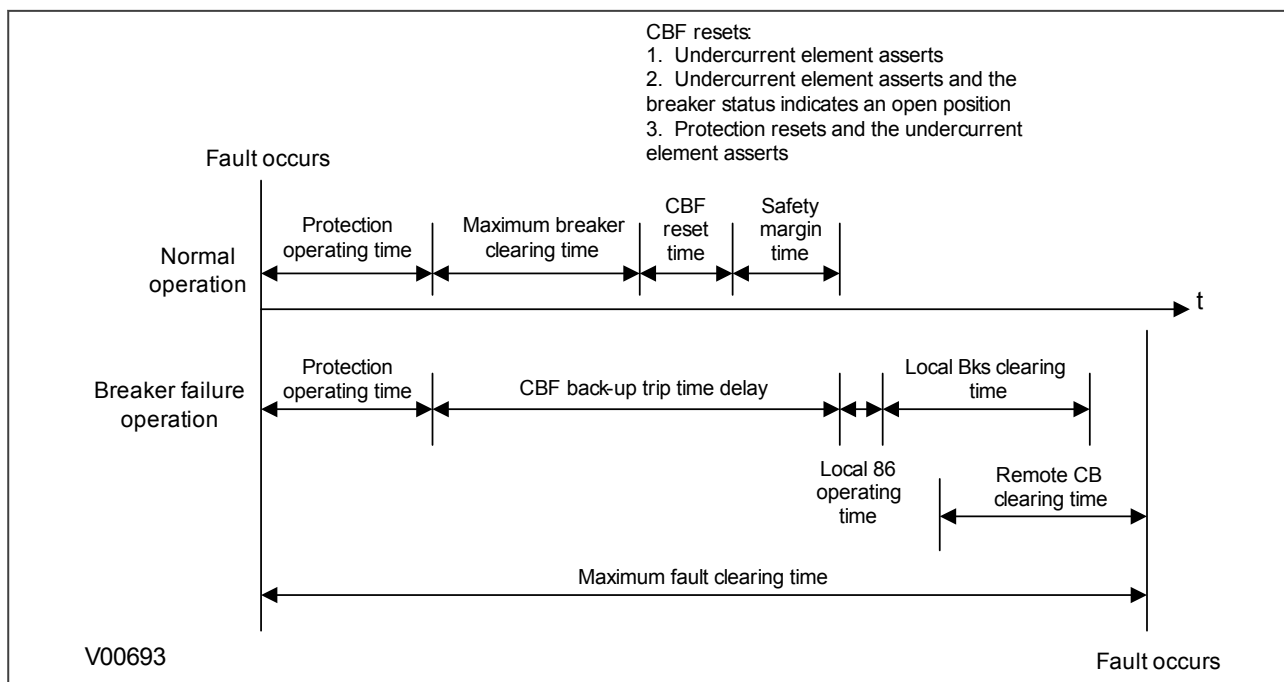 CBF resets:
1. Undercurrent element asserts
2. Undercurrent element asserts and the
breaker status indicates an open position
3. Protection resets and the undercurrent
element asserts
Fault occurs
Normal
operation
Protection
operating time
Maximum breaker
clearing time
CBF
reset
time
Safety
margin
time
t
Breaker failure
operation
Protection
operating time
CBF back-up trip time delay
Local Bks clearing
time
Local 86
operating
time
Remote CB
clearing time
Maximum fault clearing time
V00693
Fault occurs